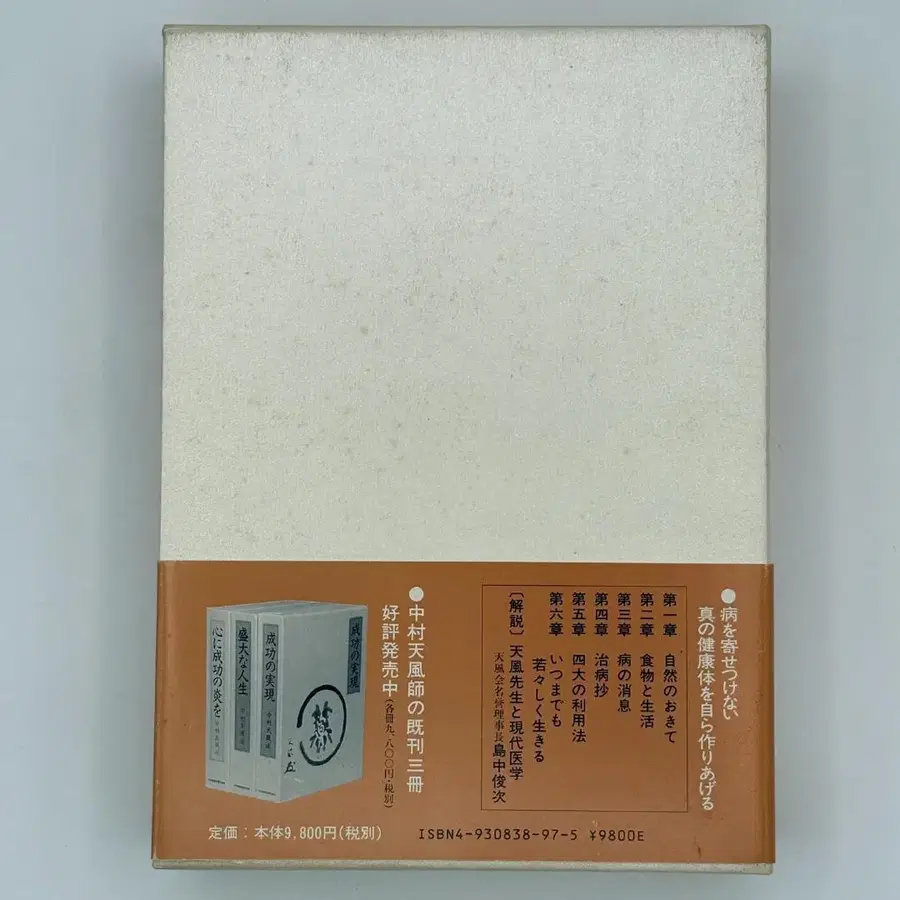 ●病を寄せつけない
真の健康体を自ら作りあげる
第一章 自然のおきて
第二章 食物と生活
第三章 病の消息
第四章 治病抄
第五章 四大の利用法
第六章 いつまでも
若々しく生きる
〔解説〕天風先生と現代医学
天風会名誉理事長 島中俊次
●中村天風師の既刊三冊
好評発売中(各冊九、八〇〇円・税別)
成功の実現
成功の実現
盛大な人生
心に成功の炎を
定価:本体9,800円(税別)
ISBN4-930838-97-5 ¥9800E